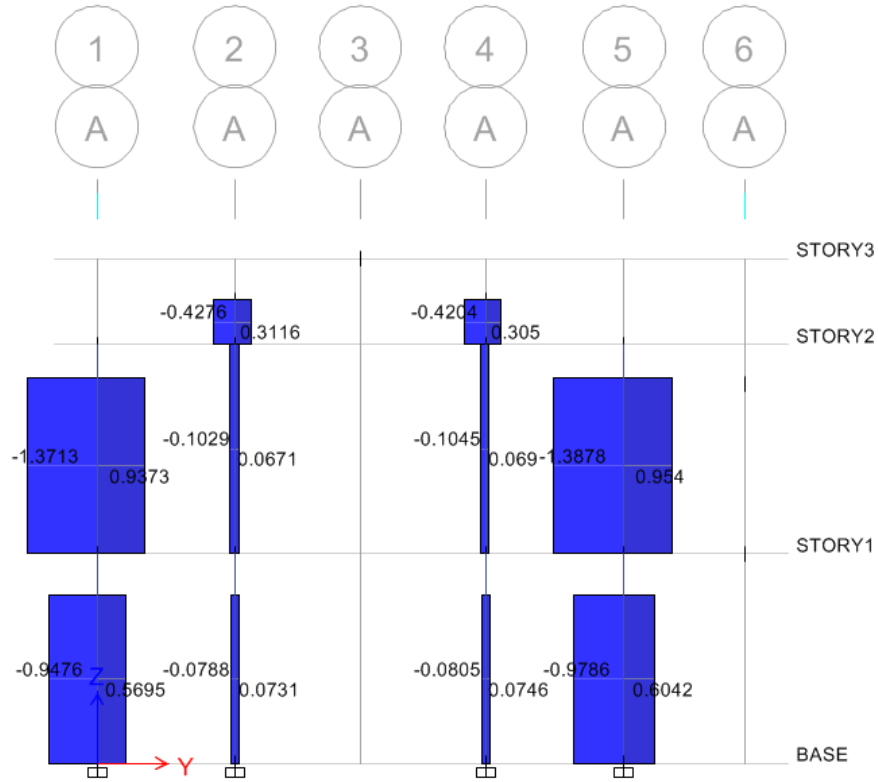 1 2 3 4 5 6
A A A A A A
STORY3
-0.4276 -0.4204
0.3116 0.305
STORY2
-0.1029 -0.1045
-1.3713 0.0671 0.069 -1.3878
0.9373 0.954
STORY1
-0.9476 -0.0788 -0.0805 -0.9786
Z
0.5695 0.0731 0.0746 0.6042
BASE
Y